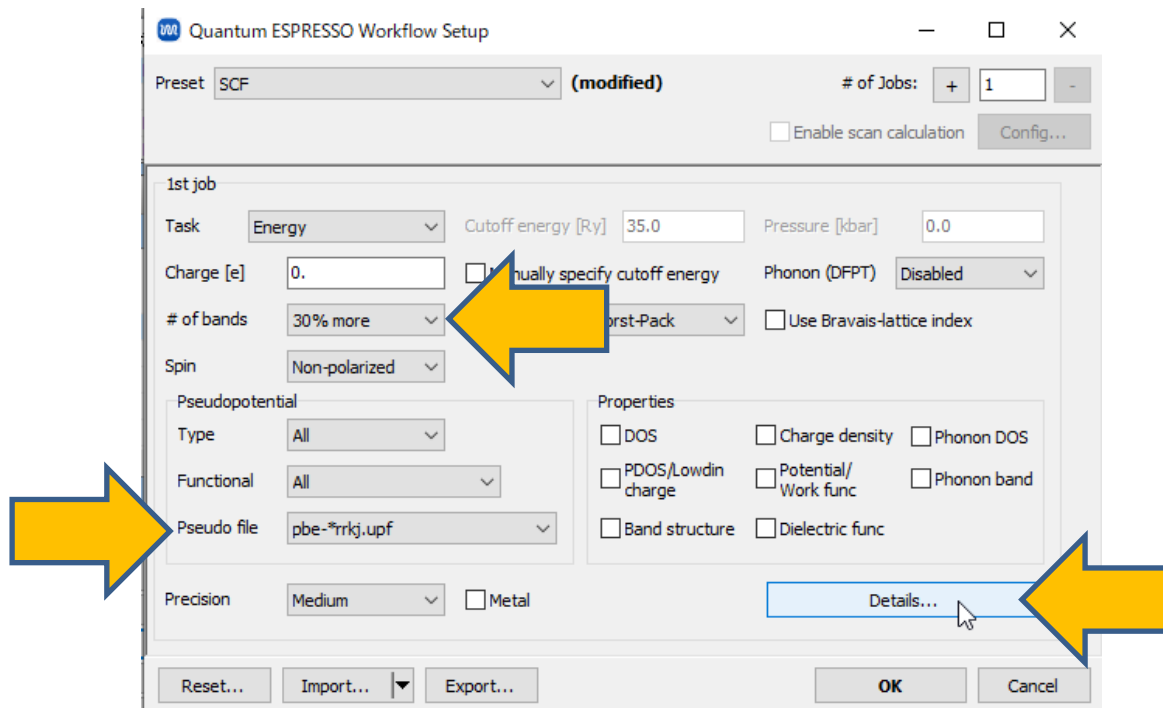 Quantum ESPRESSO Workflow Setup
Preset SCF (modified) # of Jobs: + 1 -
Enable scan calculation Config...
1st job
Task Energy Cutoff energy [Ry] 35.0 Pressure [kbar] 0.0
Charge [e] 0. specify cutoff energy Phonon (DFPT) Disabled
# of bands 30% more Use Bravais-lattice index
Spin Non-polarized
Pseudopotential Properties
Type All DOS Charge density Phonon DOS
Functional All PDOS/Lowdin charge Potential/ Work func Phonon band
Pseudo file pbe-*rrkj.upf Band structure Dielectric func
Precision Medium Metal Details...
Reset... Import... Export... OK Cancel